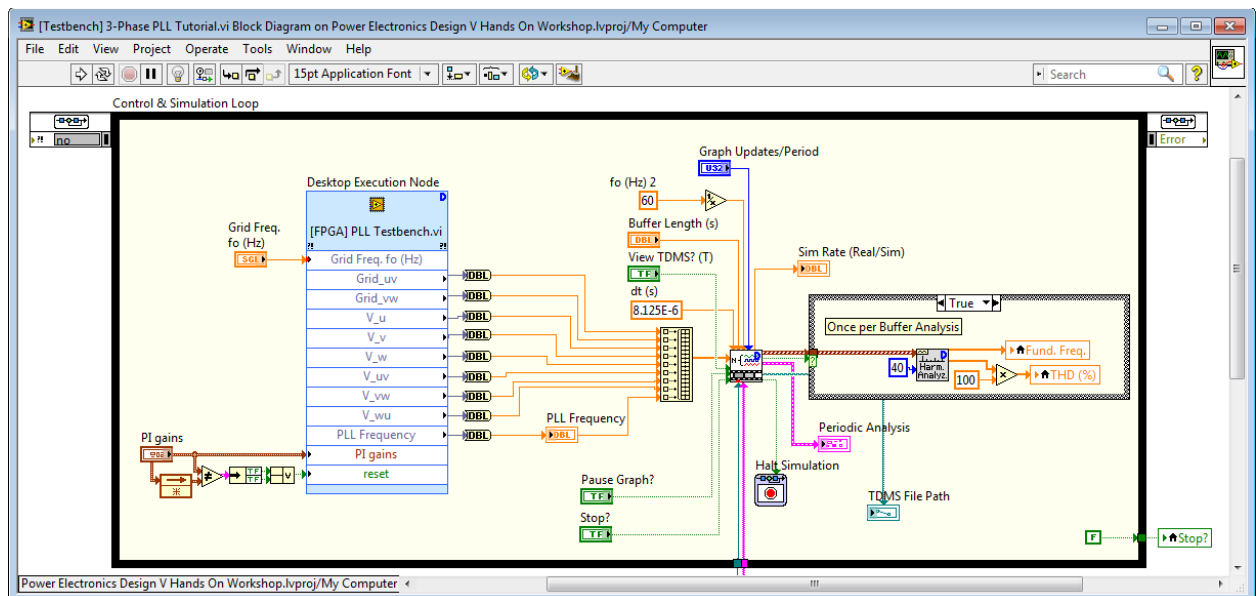 [Testbench] 3-Phase PLL Tutorial.vi Block Diagram on Power Electronics Design V Hands On Workshop.lvproj/My Computer
File Edit View Project Operate Tools Window Help
15pt Application Font
Search
Control & Simulation Loop
no
Error
Graph Updates/Period
U32
Desktop Execution Node
fo (Hz) 2
60
[FPGA] PLL Testbench.vi
Buffer Length (s)
DBL
Grid Freq.
fo (Hz)
SGL
Grid Freq. fo (Hz)
View TDMS? (T)
TF
Sim Rate (Real/Sim)
DBL
Grid_uv
DBL
dt (s)
8.125E-6
Grid_vw
DBL
True
V_u
DBL
Once per Buffer Analysis
V_v
DBL
Fund. Freq.
V_w
DBL
40
Harm.
Analyz.
100
THD (%)
V_uv
DBL
V_vw
DBL
V_wu
DBL
PLL Frequency
DBL
PLL Frequency
DBL
Periodic Analysis
PI gains
PI gains
reset
TF
TF
Halt Simulation
Pause Graph?
TF
TDMS File Path
Stop?
TF
F
Stop?
Power Electronics Design V Hands On Workshop.lvproj/My Computer